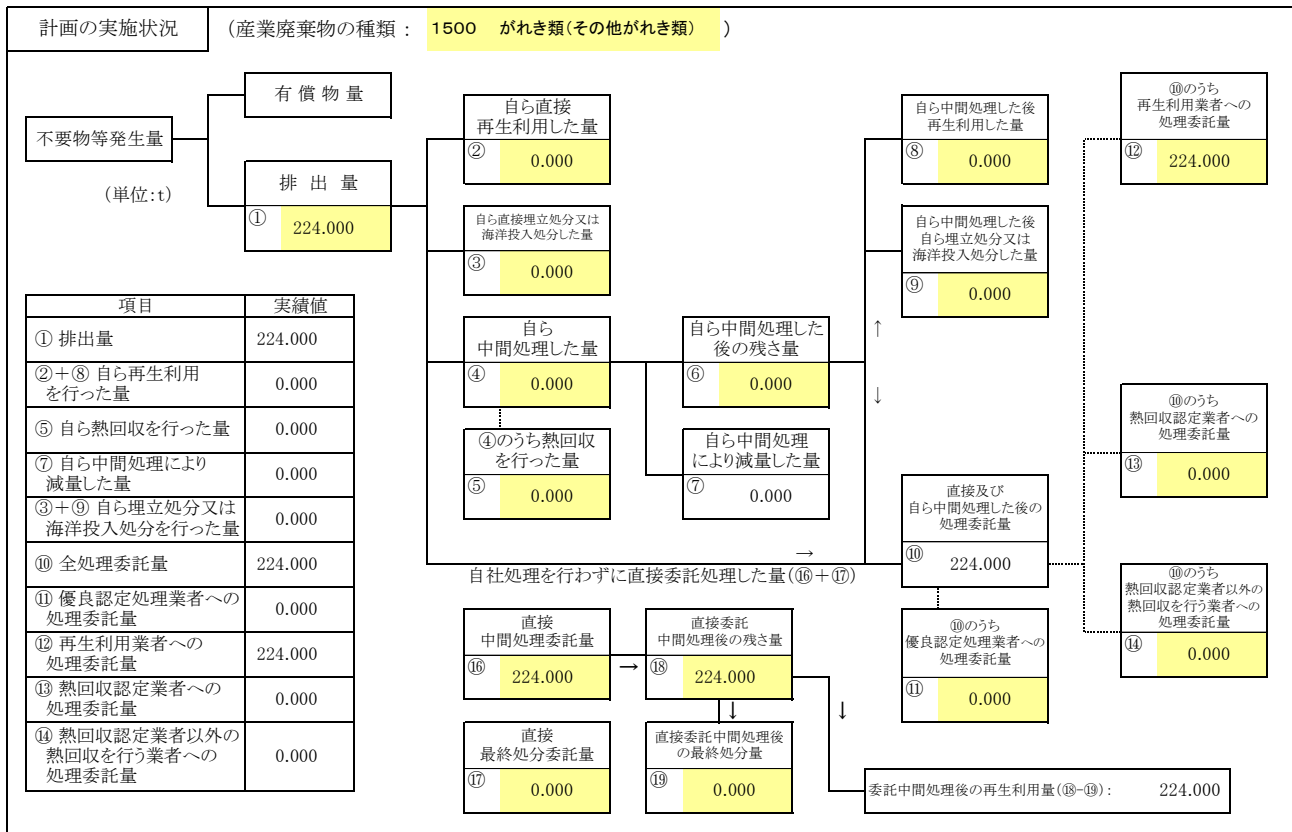 計画の実施状況
(産業廃棄物の種類： 1500 がれき類(その他がれき類) )
有 償 物 量
不要物等発生量
(単位:t)
排 出 量
① 224.000
自ら直接
再生利用した量
② 0.000
自ら直接埋立処分又は
海洋投入処分した量
③ 0.000
自ら
中間処理した量
④ 0.000
④のうち熱回収
を行った量
⑤ 0.000
自ら中間処理した
後の残さ量
⑥ 0.000
自ら中間処理
により減量した量
⑦ 0.000
自ら中間処理した後
再生利用した量
⑧ 0.000
自ら中間処理した後
自ら埋立処分又は
海洋投入処分した量
⑨ 0.000
↑
↓
直接及び
自ら中間処理した後の
処理委託量
⑩ 224.000
⑩のうち
優良認定処理業者への
処理委託量
⑪ 0.000
⑩のうち
再生利用業者への
処理委託量
⑫ 224.000
⑩のうち
熱回収認定業者への
処理委託量
⑬ 0.000
⑩のうち
熱回収認定業者以外の
熱回収を行う業者への
処理委託量
⑭ 0.000
→
自社処理を行わずに直接委託処理した量(⑯+⑰)
直接
中間処理委託量
⑯ 224.000
→
直接委託
中間処理後の残さ量
⑱ 224.000
↓
↓
直接
最終処分委託量
⑰ 0.000
直接委託中間処理後
の最終処分量
⑲ 0.000
委託中間処理後の再生利用量(⑱-⑲)： 224.000
項目 実績値
① 排出量 224.000
②+⑧ 自ら再生利用
を行った量 0.000
⑤ 自ら熱回収を行った量 0.000
⑦ 自ら中間処理により
減量した量 0.000
③+⑨ 自ら埋立処分又は
海洋投入処分を行った量 0.000
⑩ 全処理委託量 224.000
⑪ 優良認定処理業者への
処理委託量 0.000
⑫ 再生利用業者への
処理委託量 224.000
⑬ 熱回収認定業者への
処理委託量 0.000
⑭ 熱回収認定業者以外の
熱回収を行う業者への
処理委託量 0.000